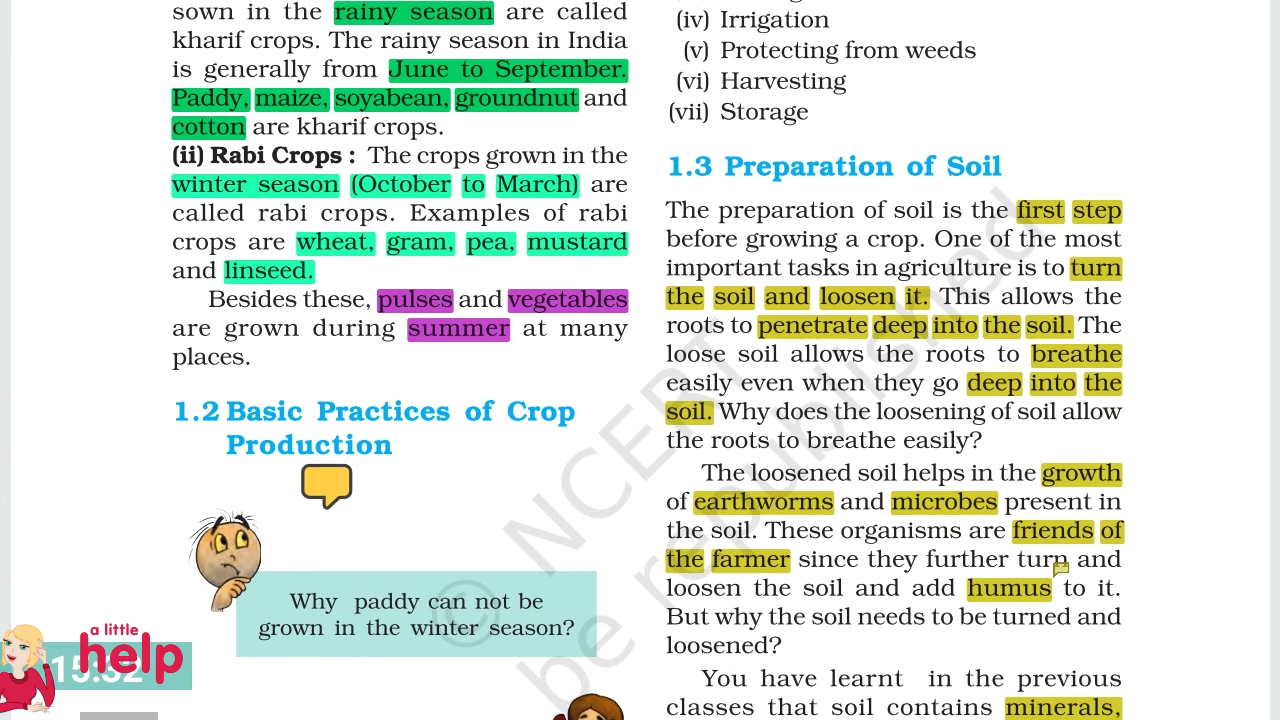 sown in the rainy season are called
kharif crops. The rainy season in India
is generally from June to September.
Paddy, maize, soyabean, groundnut and
cotton are kharif crops.
(ii) Rabi Crops : The crops grown in the
winter season (October to March) are
called rabi crops. Examples of rabi
crops are wheat, gram, pea, mustard
and linseed.
Besides these, pulses and vegetables
are grown during summer at many
places.
1.2 Basic Practices of Crop
Production
Why paddy can not be
grown in the winter season?
a little
help
15:32
(iv) Irrigation
(v) Protecting from weeds
(vi) Harvesting
(vii) Storage
1.3 Preparation of Soil
The preparation of soil is the first step
before growing a crop. One of the most
important tasks in agriculture is to turn
the soil and loosen it. This allows the
roots to penetrate deep into the soil. The
loose soil allows the roots to breathe
easily even when they go deep into the
soil. Why does the loosening of soil allow
the roots to breathe easily?
The loosened soil helps in the growth
of earthworms and microbes present in
the soil. These organisms are friends of
the farmer since they further turn and
loosen the soil and add humus to it.
But why the soil needs to be turned and
loosened?
You have learnt in the previous
classes that soil contains minerals,
© NCERT
be republished